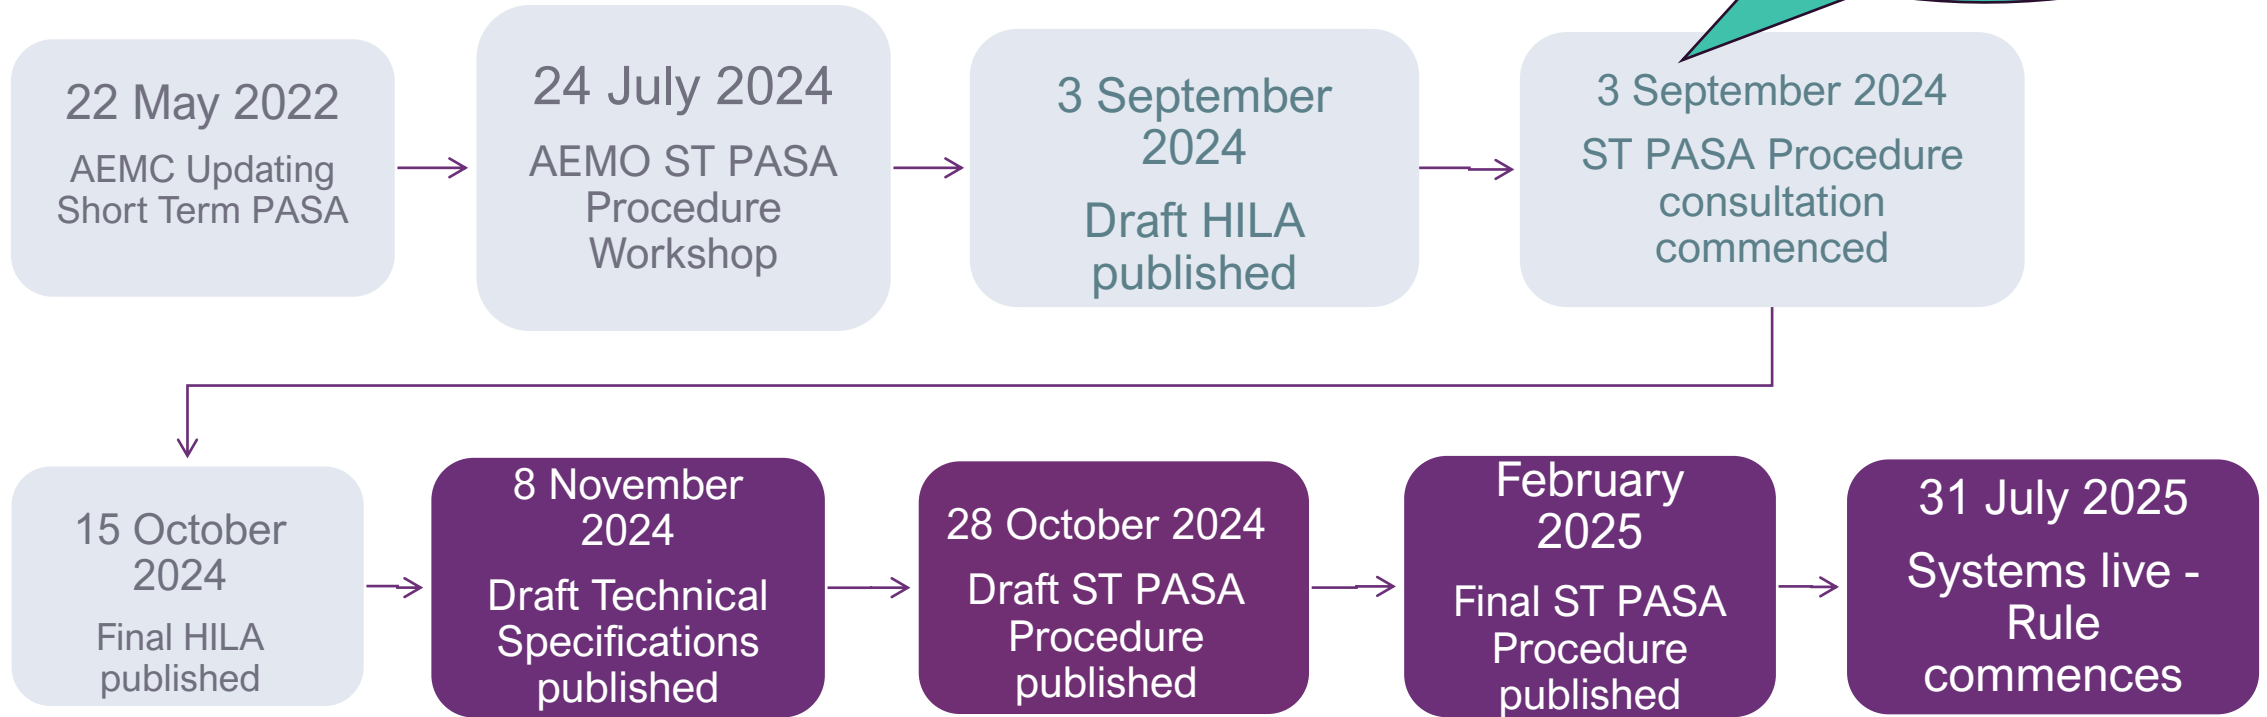 22 May 2022
AEMC Updating
Short Term PASA
24 July 2024
AEMO ST PASA
Procedure
Workshop
3 September
2024
Draft HILA
published
3 September 2024
ST PASA Procedure
consultation
commenced
15 October
2024
Final HILA
published
8 November
2024
Draft Technical
Specifications
published
28 October 2024
Draft ST PASA
Procedure
published
February
2025
Final ST PASA
Procedure
published
31 July 2025
Systems live -
Rule
commences